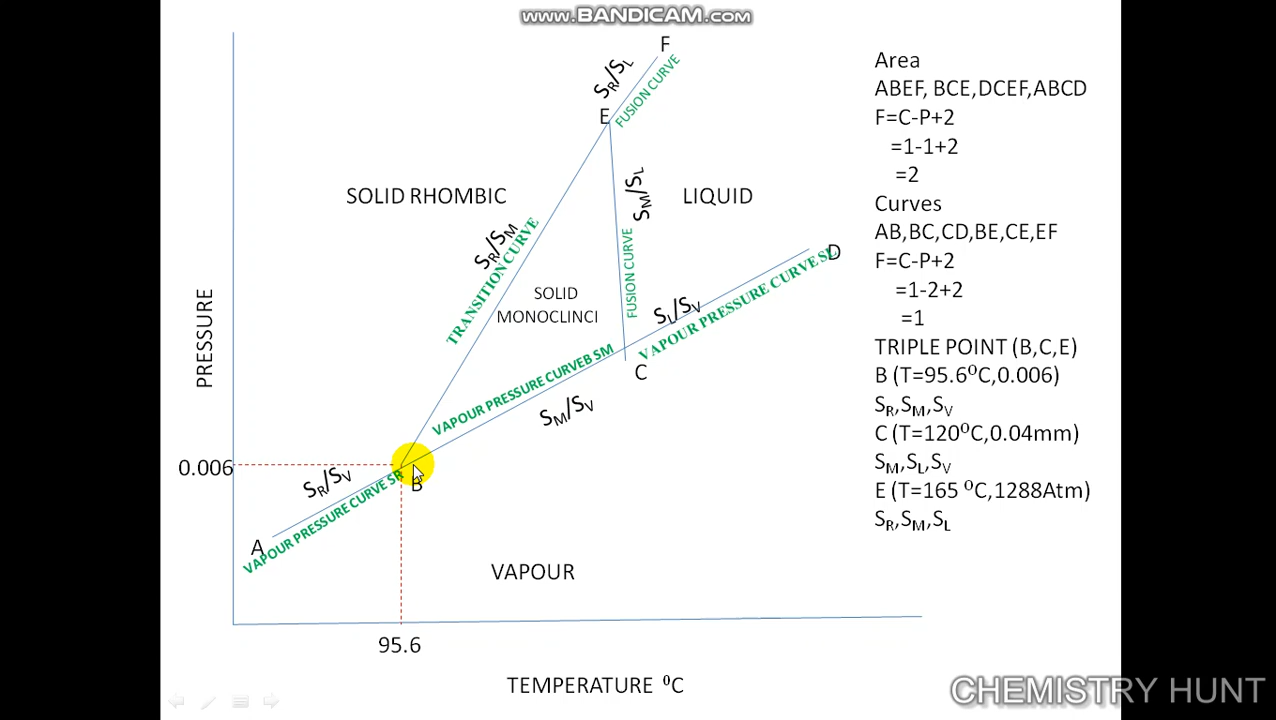 WWW.BANDICAM.COM
F
SR/SL
FUSION CURVE
E
SM/SL
SOLID RHOMBIC
LIQUID
SR/SM
TRANSITION CURVE
FUSION CURVE
D
SOLID
MONOCLINCI
SL/SV
VAPOUR PRESSURE CURVE SL
PRESSURE
VAPOUR PRESSURE CURVEB SM
C
SM/SV
0.006
SR/SV
B
VAPOUR PRESSURE CURVE SR
A
VAPOUR
95.6
TEMPERATURE ⁰C
Area
ABEF, BCE,DCEF,ABCD
F=C-P+2
=1-1+2
=2
Curves
AB,BC,CD,BE,CE,EF
F=C-P+2
=1-2+2
=1
TRIPLE POINT (B,C,E)
B (T=95.6⁰C,0.006)
SR,SM,SV
C (T=120⁰C,0.04mm)
SM,SL,SV
E (T=165 ⁰C,1288Atm)
SR,SM,SL
CHEMISTRY HUNT